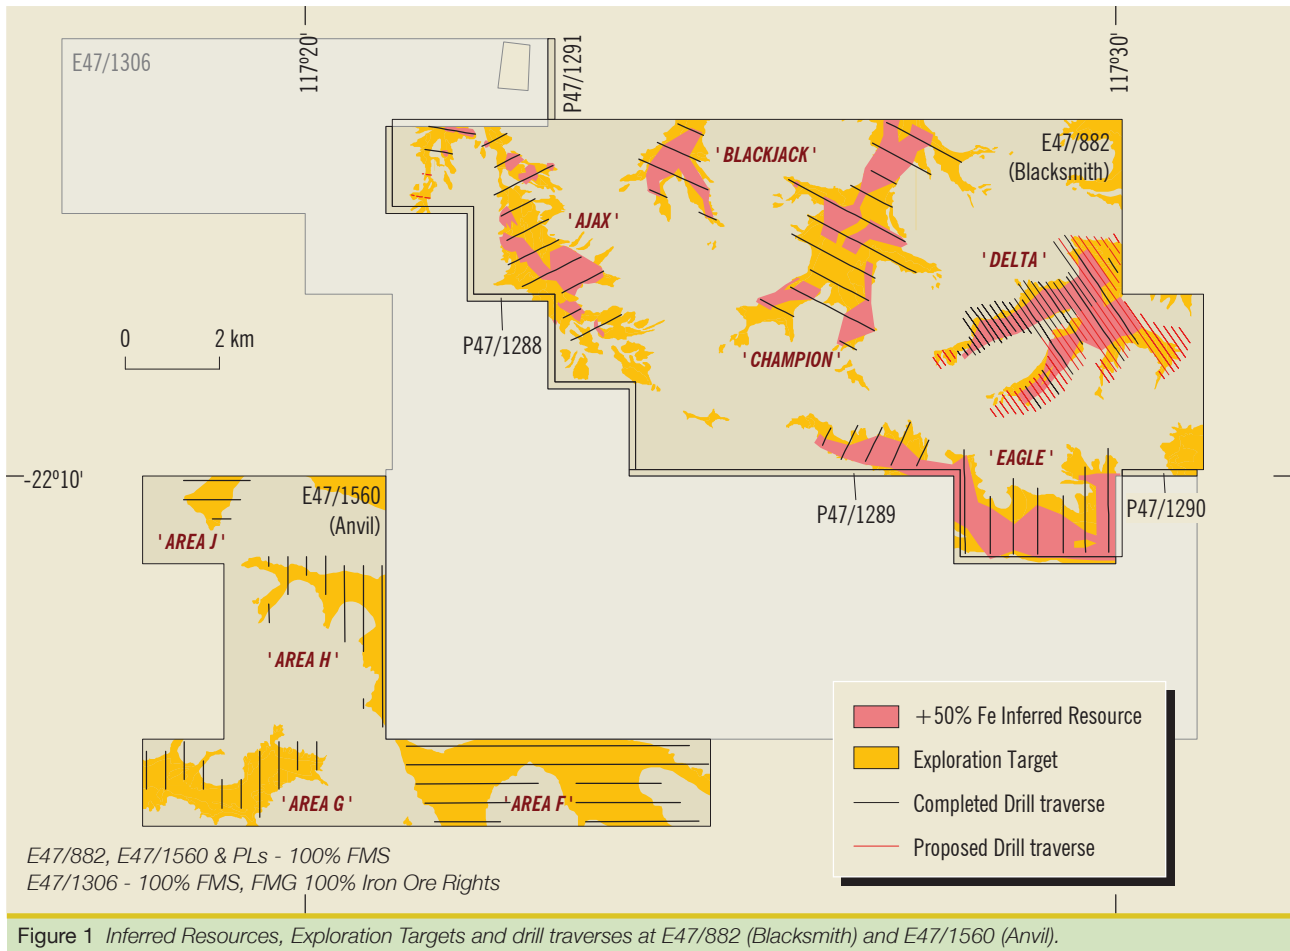 E47/1306
117º20'
P47/1291
117º30'
E47/882
(Blacksmith)
'BLACKJACK'
'AJAX'
'DELTA'
0 2 km
P47/1288
'CHAMPION'
'EAGLE'
-22º10'
E47/1560
(Anvil)
P47/1289
P47/1290
'AREA J'
'AREA H'
'AREA G'
'AREA F'
+50% Fe Inferred Resource
Exploration Target
Completed Drill traverse
Proposed Drill traverse
E47/882, E47/1560 & PLs - 100% FMS
E47/1306 - 100% FMS, FMG 100% Iron Ore Rights
Figure 1 Inferred Resources, Exploration Targets and drill traverses at E47/882 (Blacksmith) and E47/1560 (Anvil).